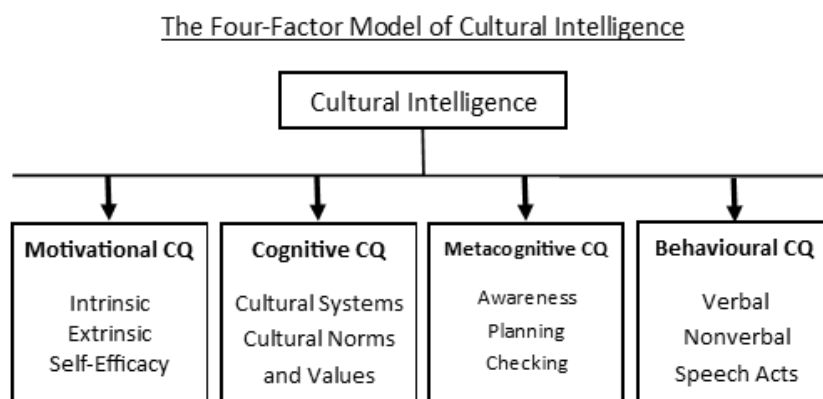 The Four-Factor Model of Cultural Intelligence
Cultural Intelligence
Motivational CQ
Intrinsic
Extrinsic
Self-Efficacy
Cognitive CQ
Cultural Systems
Cultural Norms
and Values
Metacognitive CQ
Awareness
Planning
Checking
Behavioural CQ
Verbal
Nonverbal
Speech Acts